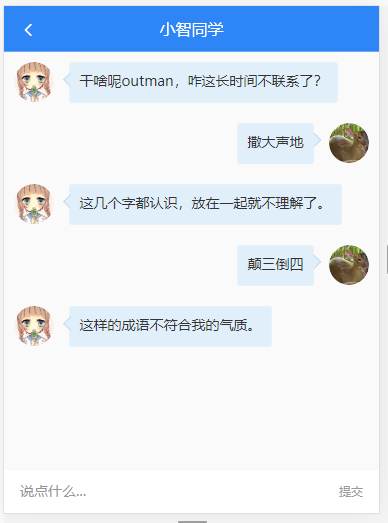 小智同学
干啥呢outman，咋这长时间不联系了？
撒大声地
这几个字都认识，放在一起就不理解了。
颠三倒四
这样的成语不符合我的气质。
说点什么...
提交